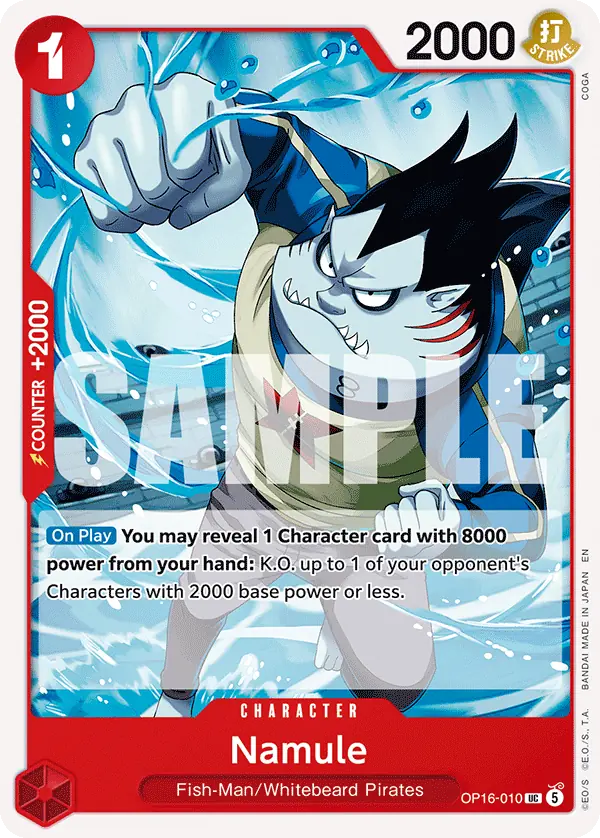 1
2000
打
STRIKE
COGA
COUNTER +2000
SAMPLE
On Play You may reveal 1 Character card with 8000
power from your hand: K.O. up to 1 of your opponent's
Characters with 2000 base power or less.
©E.O/S ©E.O./S., T.A. BANDAI MADE IN JAPAN EN
CHARACTER
Namule
Fish-Man/Whitebeard Pirates
OP16-010 UC 5